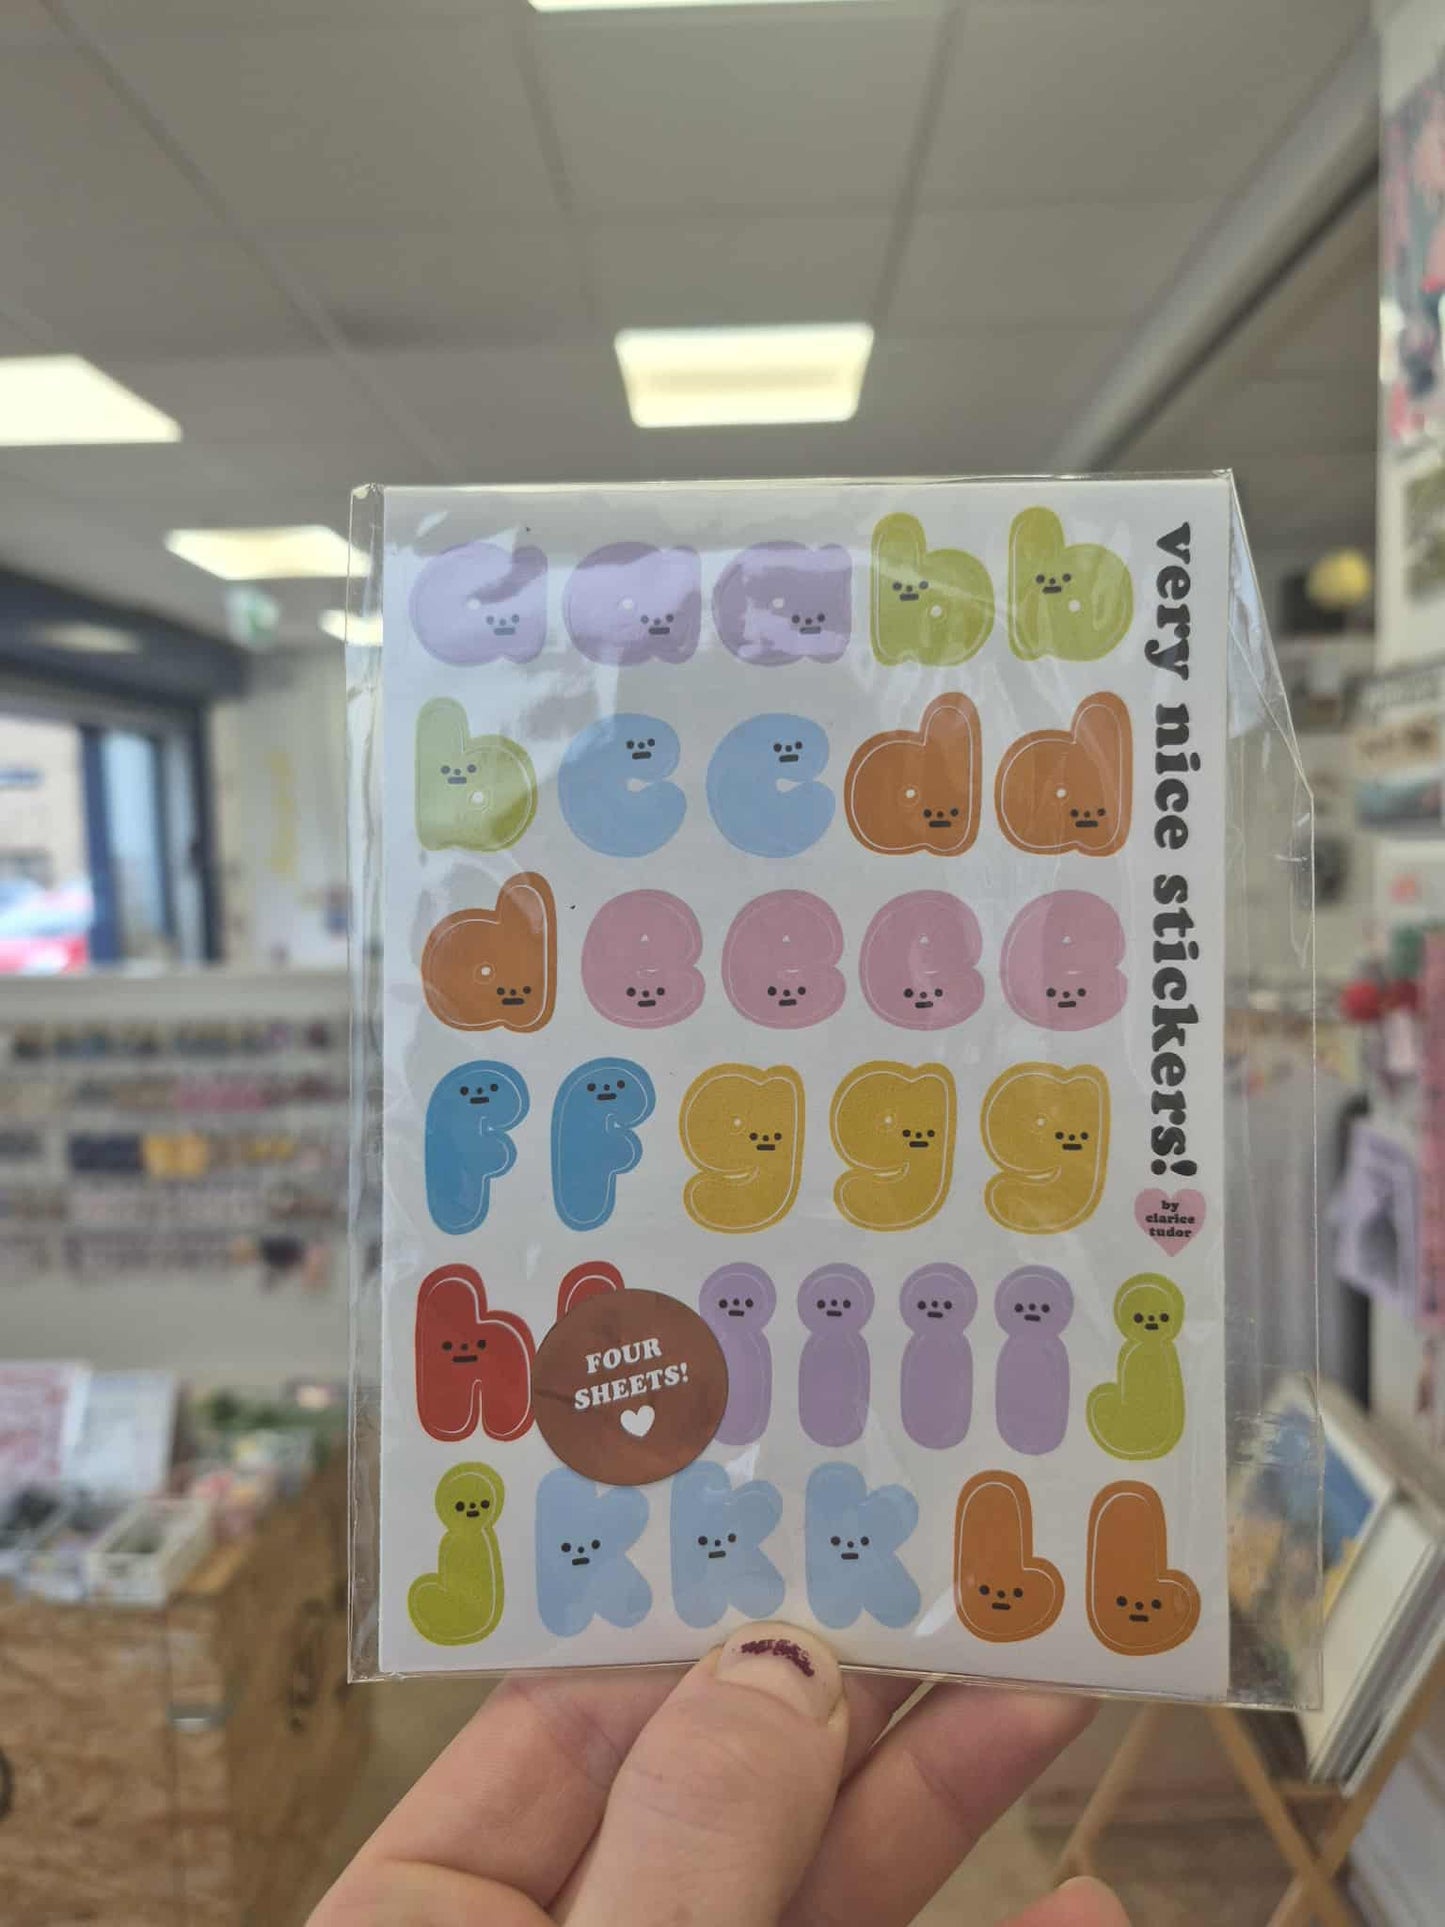 a a a b b
b c c d d
d e e e e
f f g g g
h h i i i i j
j k k k l l
very nice stickers!
by
clarice
tudor
FOUR
SHEETS!